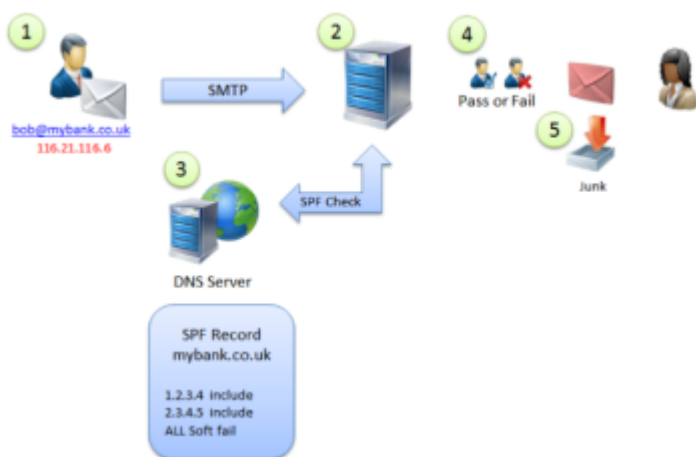 1
2
4
SMTP
Pass or Fail
bob@mybank.co.uk
116.21.116.6
5
3
Junk
SPF Check
DNS Server
SPF Record
mybank.co.uk
1.2.3.4 include
2.3.4.5 include
ALL Soft fail